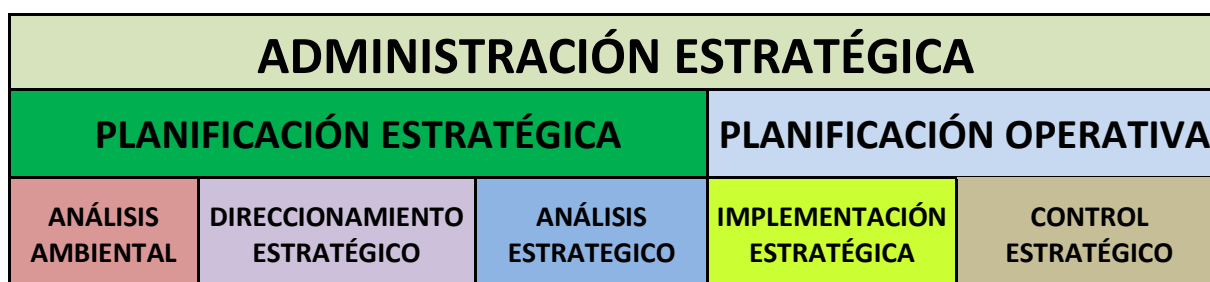 ADMINISTRACIÓN ESTRATÉGICA
PLANIFICACIÓN ESTRATÉGICA
PLANIFICACIÓN OPERATIVA
ANÁLISIS
AMBIENTAL
DIRECCIONAMIENTO
ESTRATÉGICO
ANÁLISIS
ESTRATEGICO
IMPLEMENTACIÓN
ESTRATÉGICA
CONTROL
ESTRATÉGICO